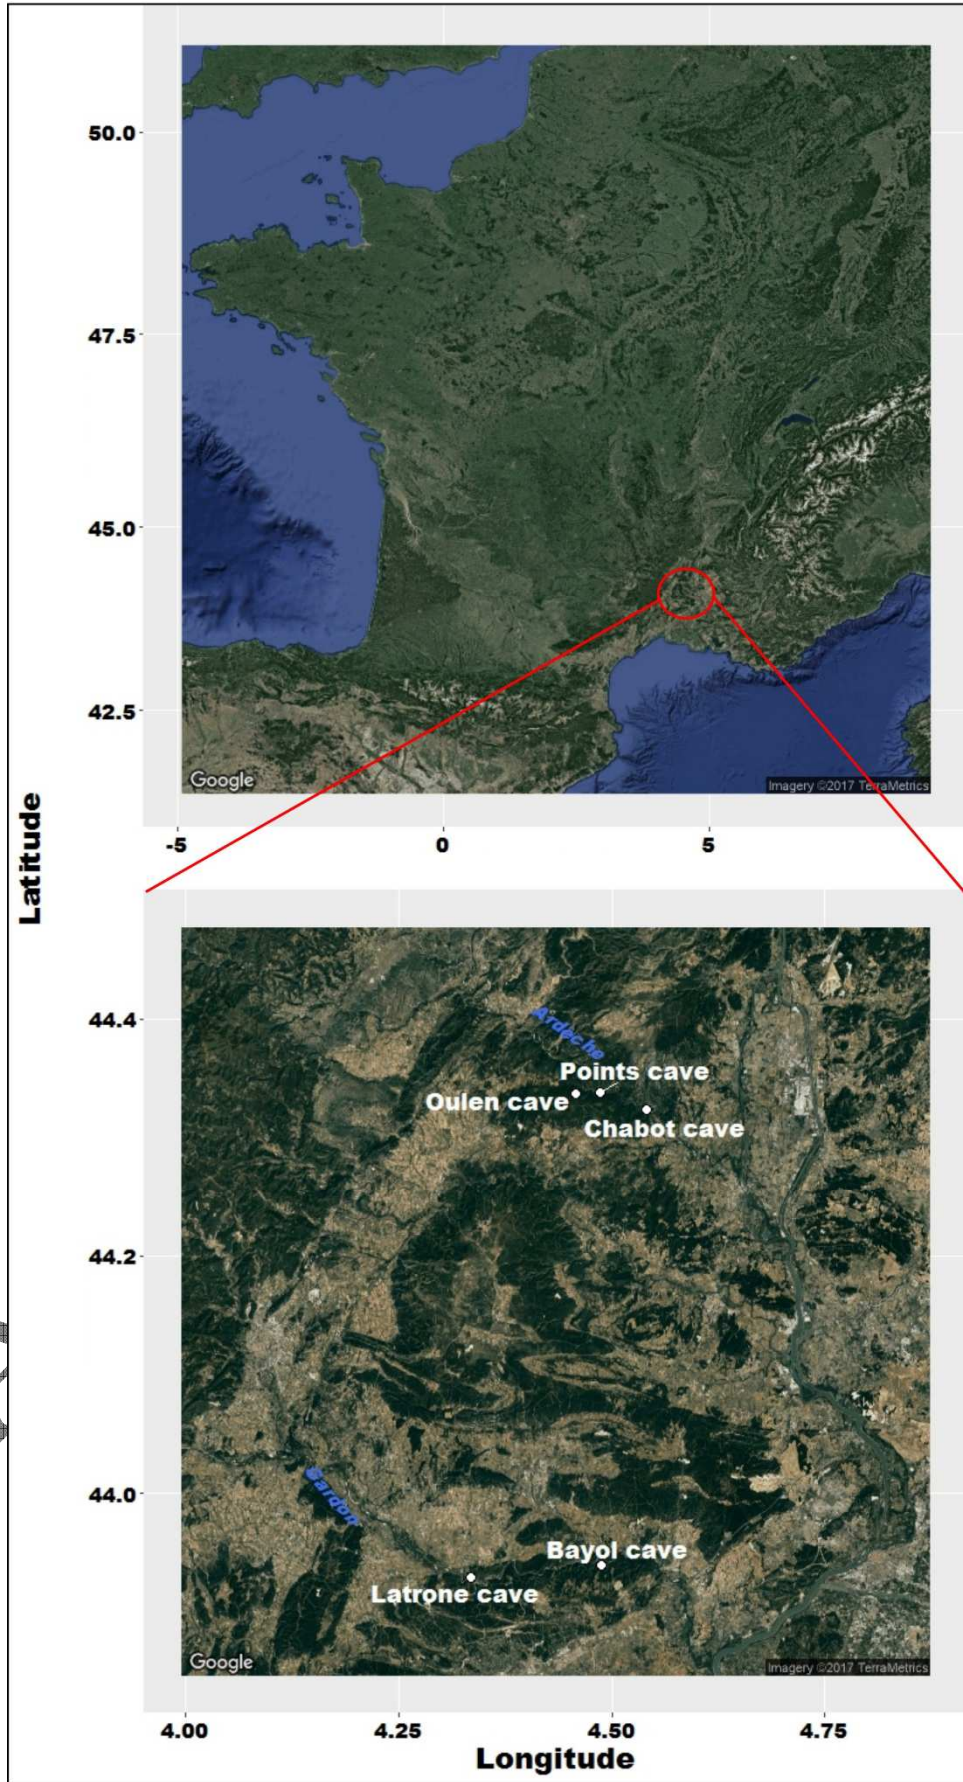 50.0
47.5
45.0
42.5
Google
Imagery ©2017 TerraMetrics
-5
0
5
Latitude
44.4
Ardèche
Points cave
Oulen cave
Chabot cave
44.2
44.0
Gardon
Bayol cave
Latrone cave
Google
Imagery ©2017 TerraMetrics
4.00
4.25
4.50
4.75
Longitude